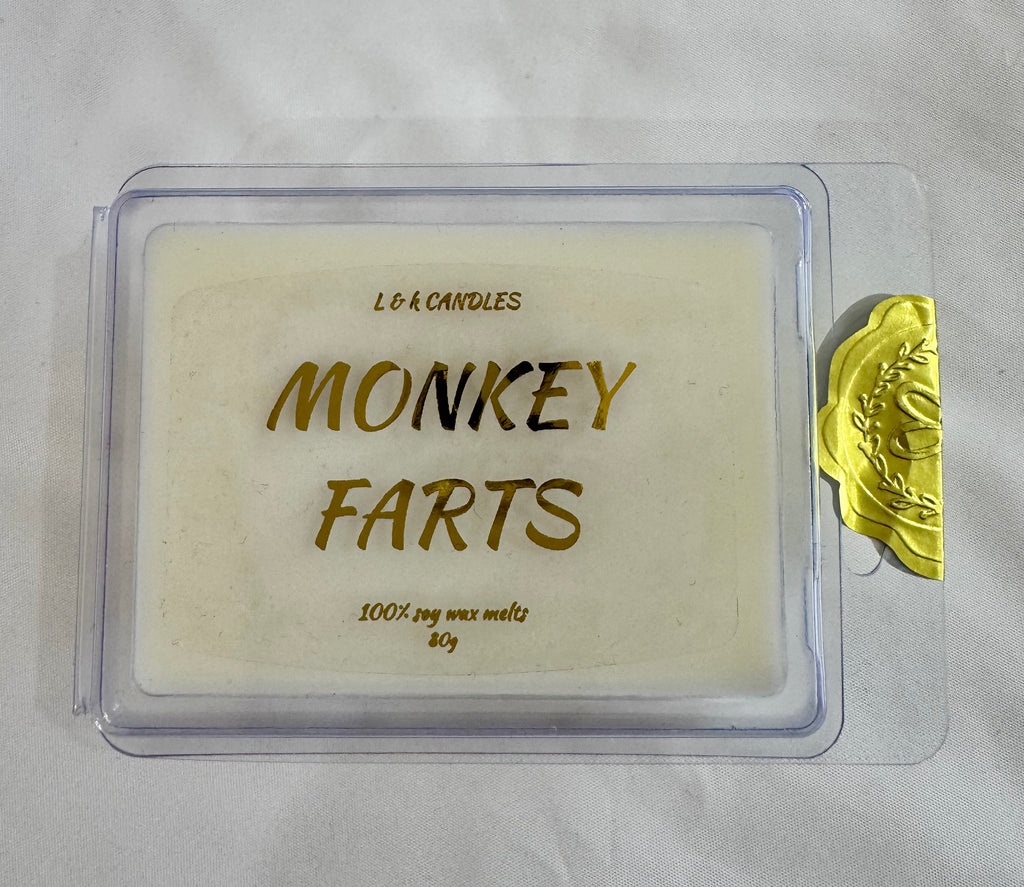 L & k CANDLES
MONKEY
FARTS
100% soy wax melts
80g